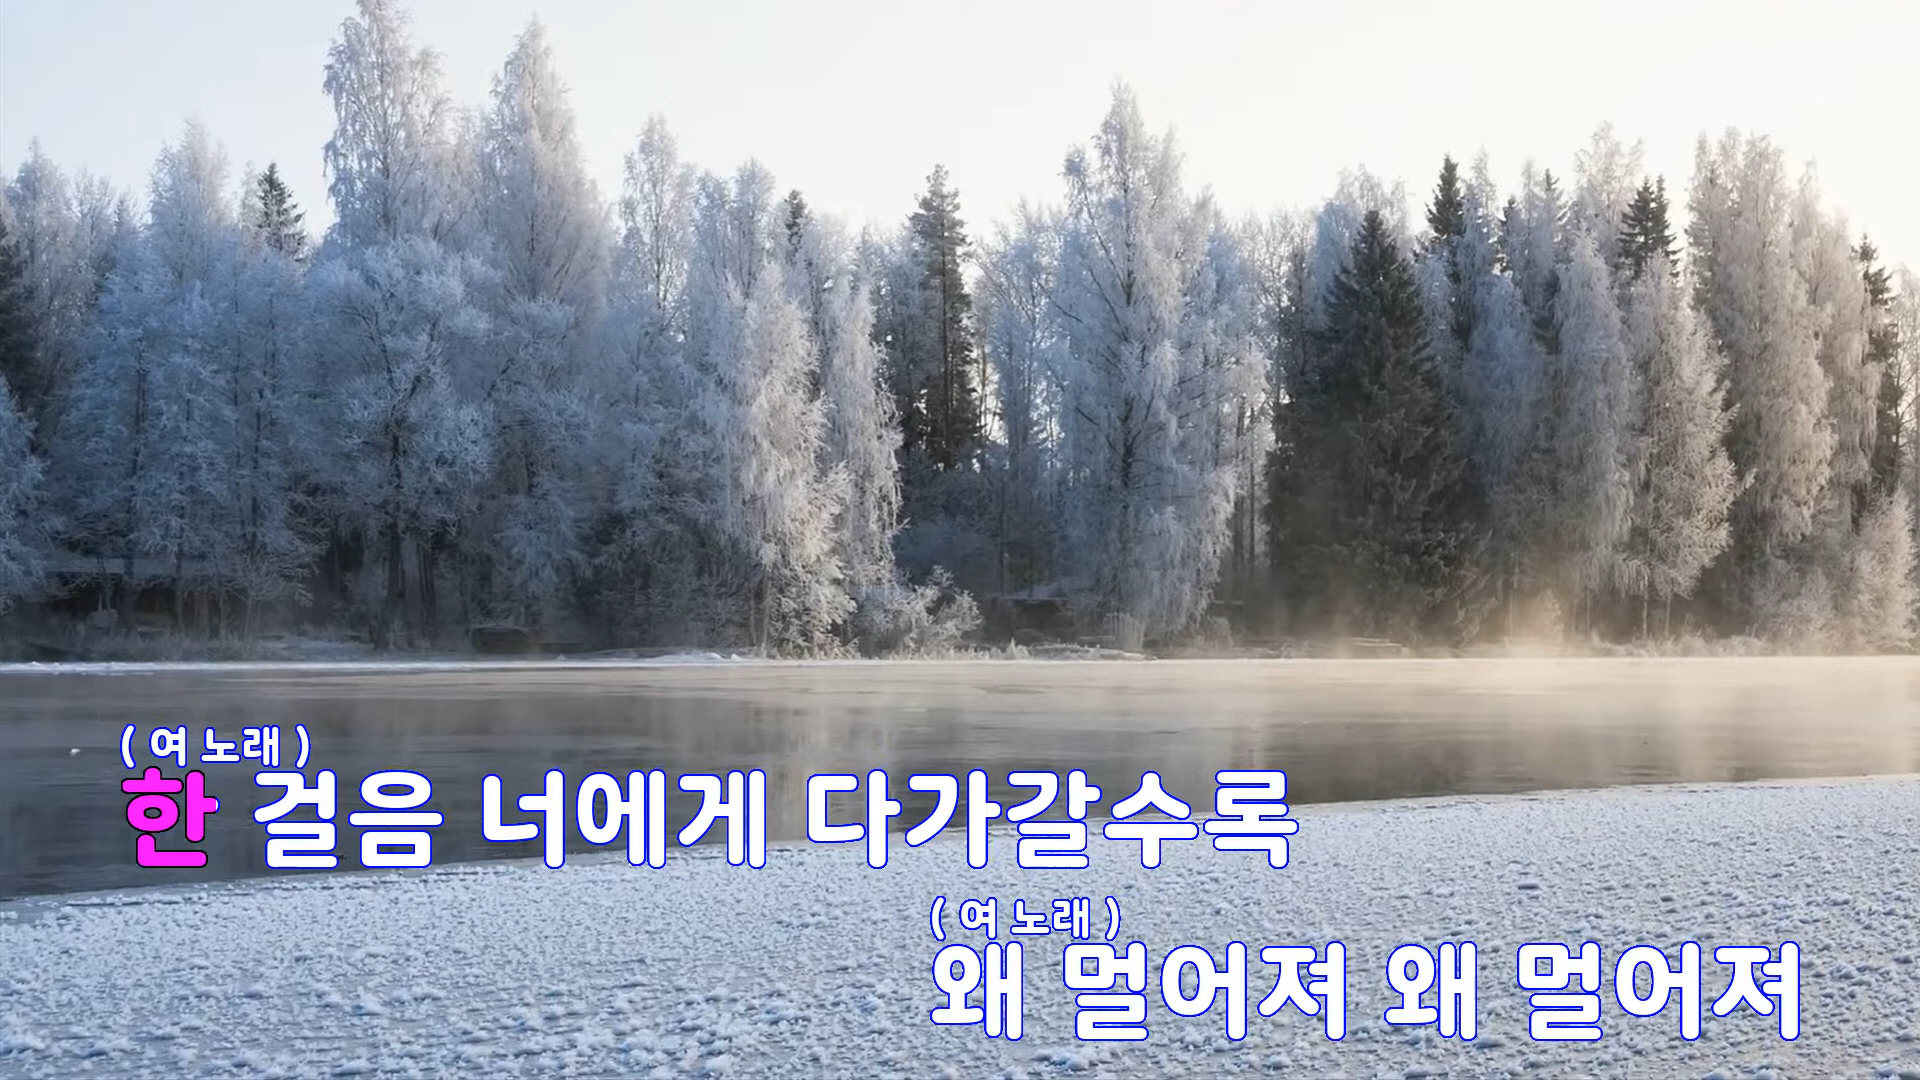 ( 여 노래 )
한 걸음 너에게 다가갈수록
( 여 노래 )
왜 멀어져 왜 멀어져